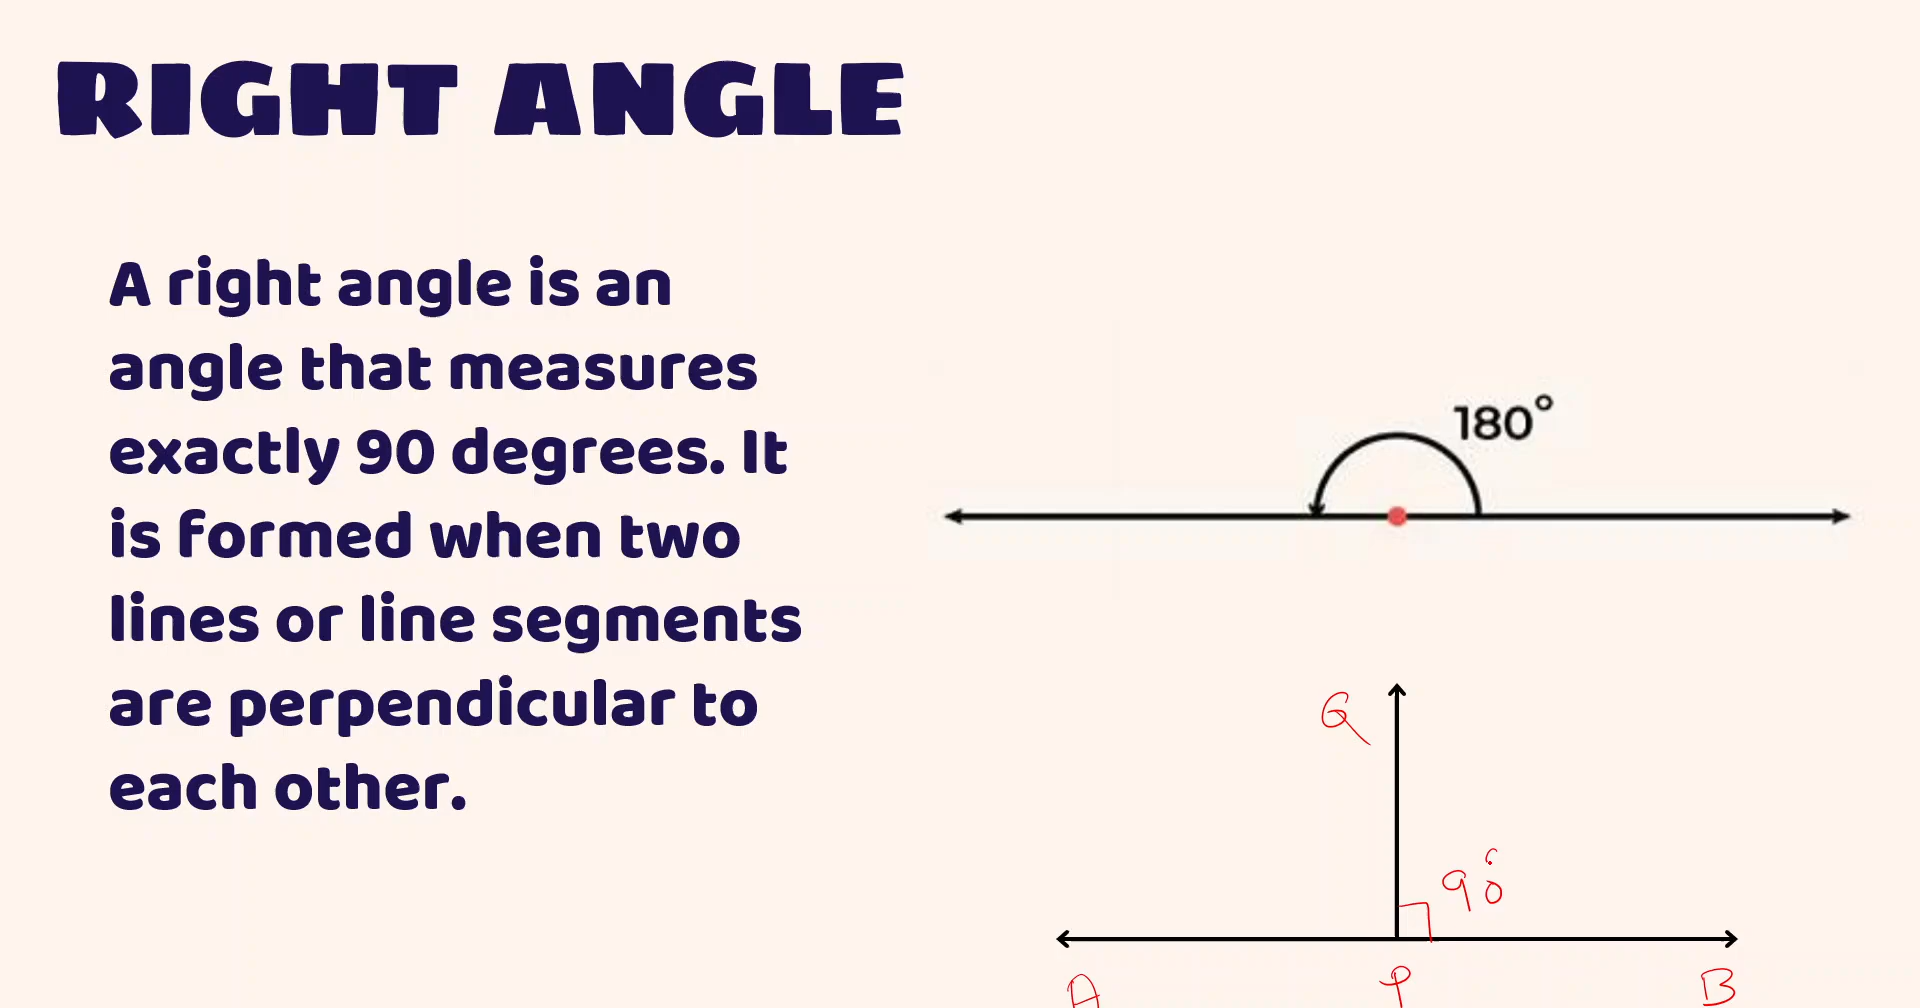 RIGHT ANGLE
A right angle is an
angle that measures
exactly 90 degrees. It
is formed when two
lines or line segments
are perpendicular to
each other.
180°
Q
90°
A P B